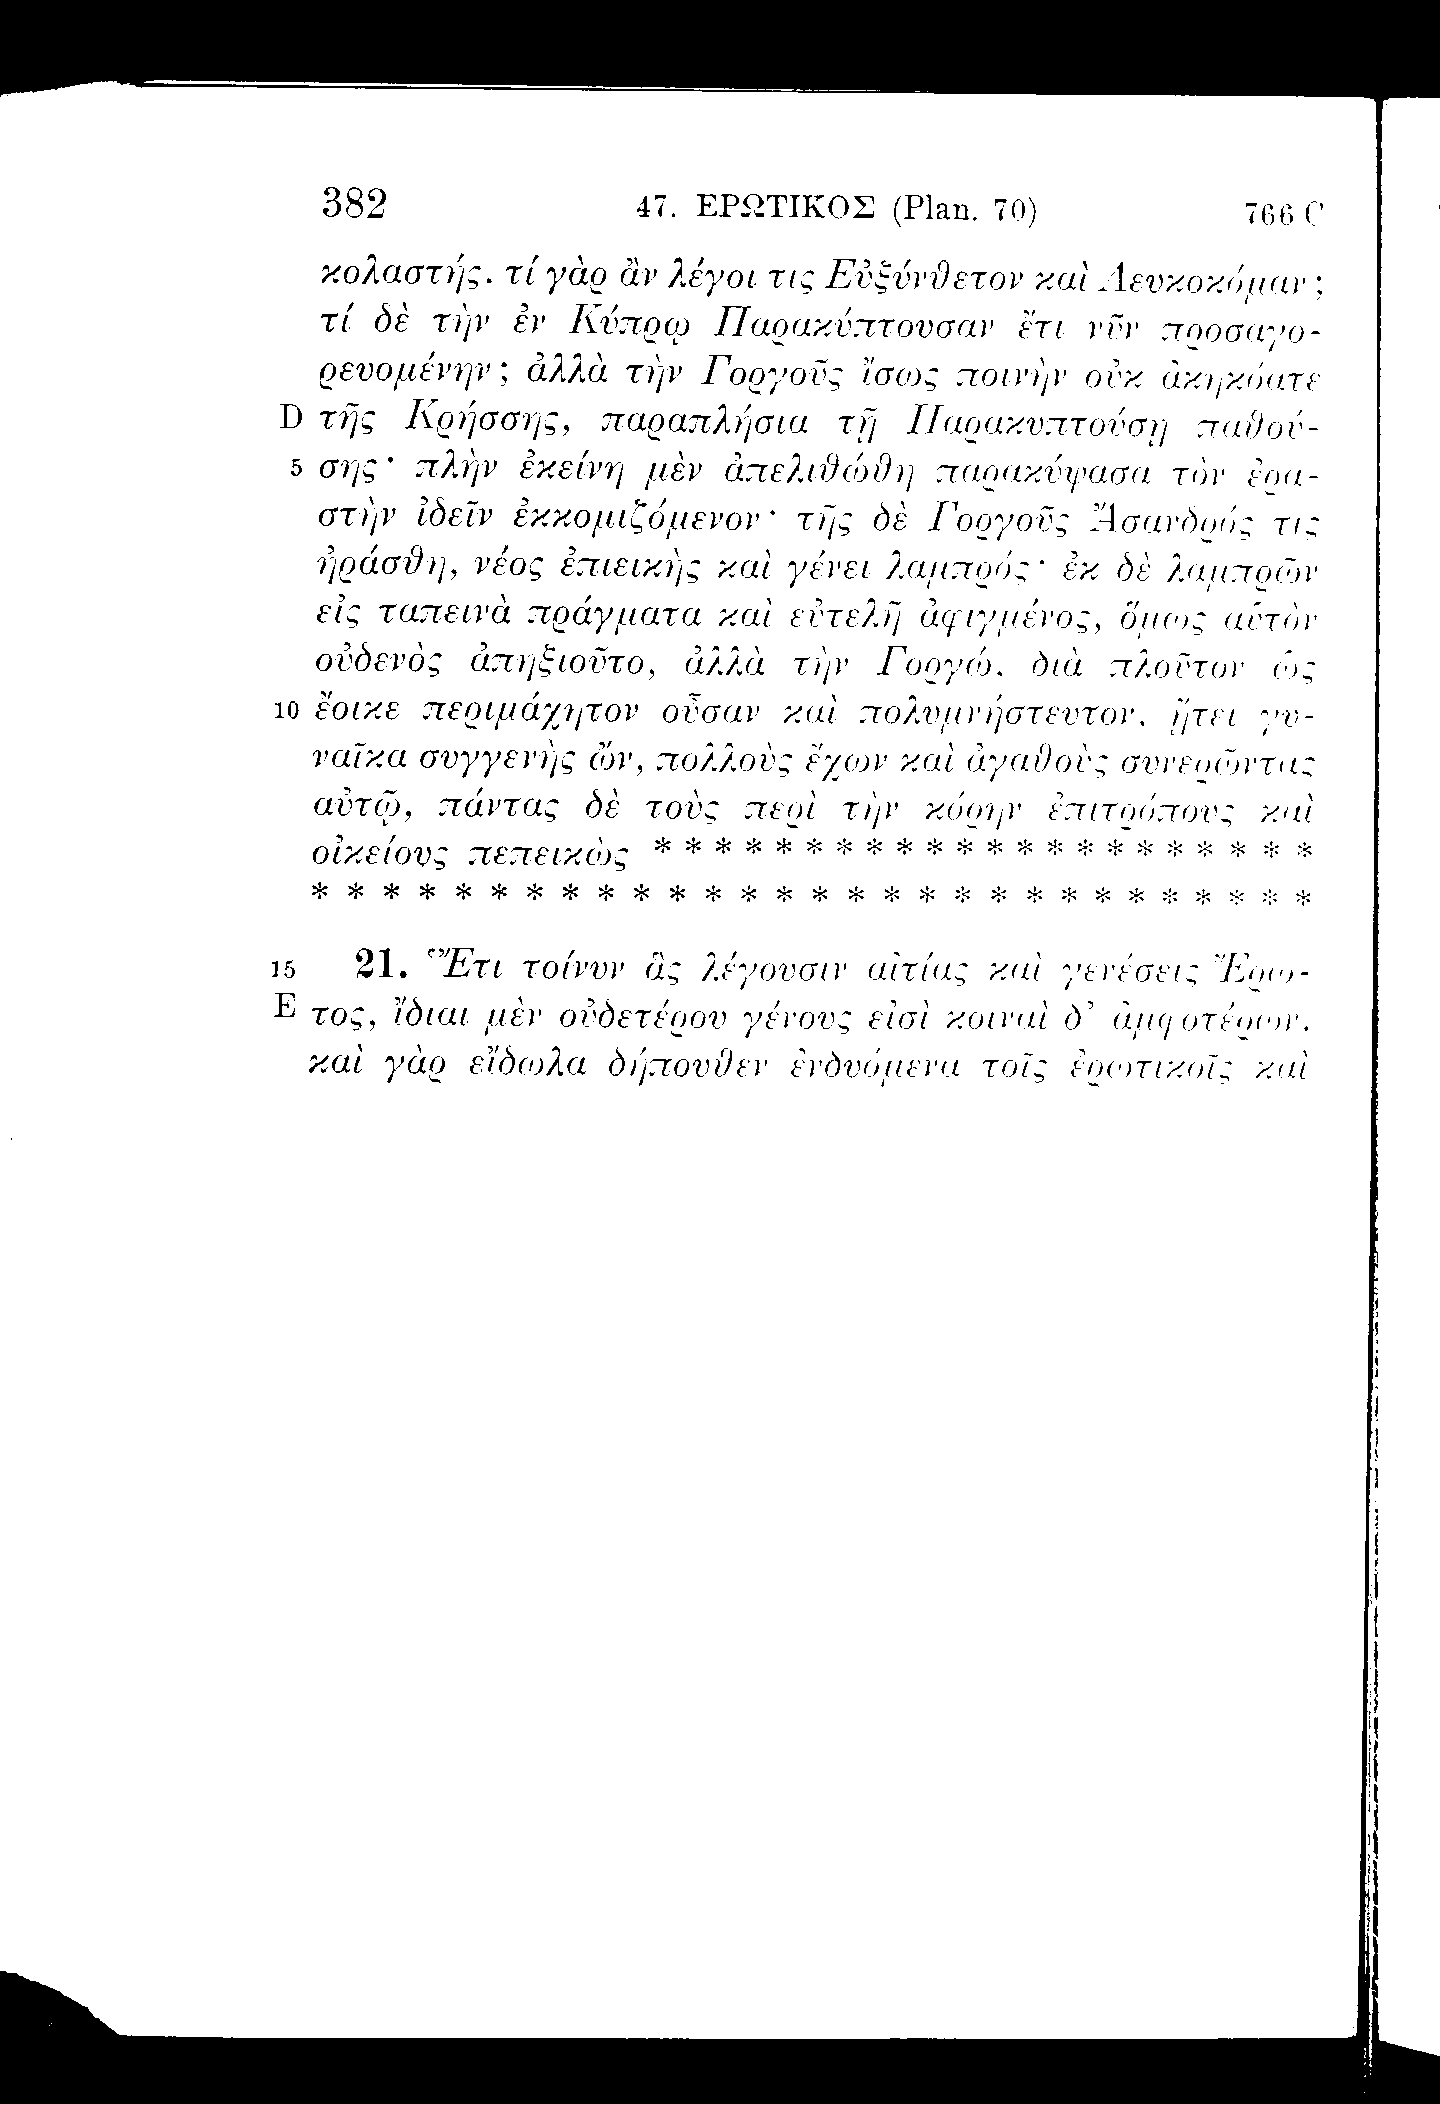 382 47. ΕΡΩΤΙΚΟΣ (Plan. 70) 766 C
κολαστής. τί γὰρ ἂν λέγοι τις Εὐξύνθετον καὶ Λευκοκόμαν;
τί δὲ τὴν ἐν Κύπρῳ Παρακύπτουσαν ἔτι νῦν προσαγο-
ρευομένην; ἀλλὰ τὴν Γοργοῦς ἴσως ποινὴν οὐκ ἀκηκόατε
D τῆς Κρήσσης, παραπλήσια τῇ Παρακυπτούσῃ παθού-
5 σης· πλὴν ἐκείνη μὲν ἀπελιθώθη παρακύψασα τὸν ἐρα-
στὴν ἰδεῖν ἐκκομιζόμενον· τῆς δὲ Γοργοῦς Ἄσανδρός τις
ἠράσθη, νέος ἐπιεικὴς καὶ γένει λαμπρός· ἐκ δὲ λαμπρῶν
εἰς ταπεινὰ πράγματα καὶ εὐτελῆ ἀφιγμένος, ὅμως αὑτὸν
οὐδενὸς ἀπηξιοῦτο, ἀλλὰ τὴν Γοργώ, διὰ πλοῦτον ὡς
10 ἔοικε περιμάχητον οὖσαν καὶ πολυμνήστευτον, ᾔτει γυ-
ναῖκα συγγενὴς ὤν, πολλοὺς ἔχων καὶ ἀγαθοὺς συνερῶντας
αὐτῷ, πάντας δὲ τοὺς περὶ τὴν κόρην ἐπιτρόπους καὶ
οἰκείους πεπεικὼς * * * * * * * * * * * * * * * * * * * * * *
* * * * * * * * * * * * * * * * * * * * * * * * * * * * *
15 21. “Ἔτι τοίνυν ἃς λέγουσιν αἰτίας καὶ γενέσεις Ἔρω-
E τος, ἴδιαι μὲν οὐδετέρου γένους εἰσὶ κοιναὶ δ’ ἀμφοτέρων.
καὶ γὰρ εἴδωλα δήπουθεν ἐνδυόμενα τοῖς ἐρωτικοῖς καὶ